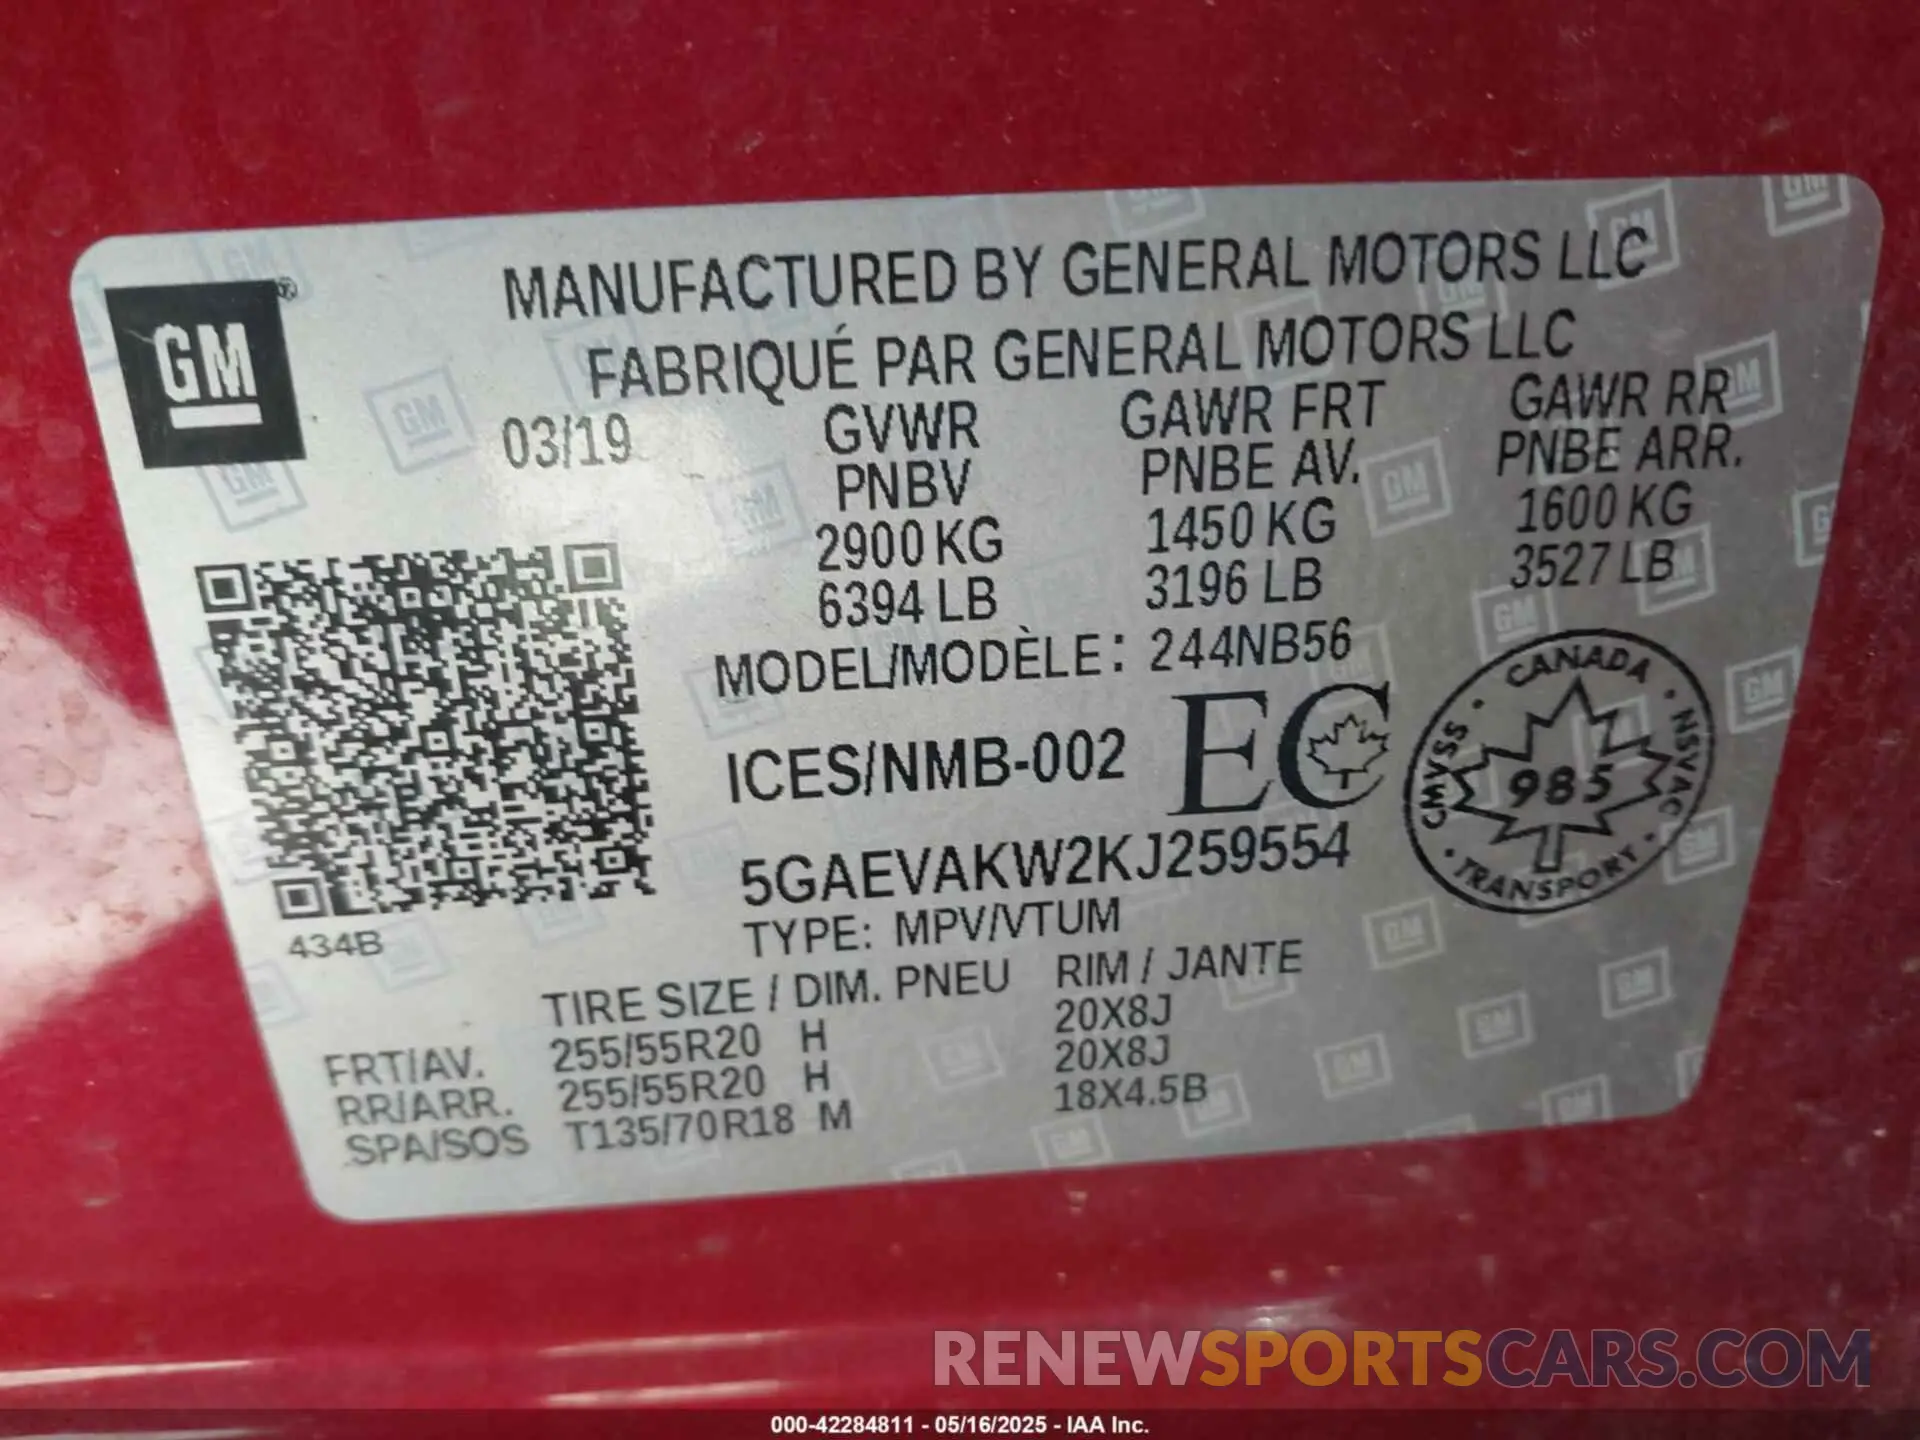 GM®
MANUFACTURED BY GENERAL MOTORS LLC
FABRIQUÉ PAR GENERAL MOTORS LLC
03/19 GVWR GAWR FRT GAWR RR
PNBV PNBE AV. PNBE ARR.
2900 KG 1450 KG 1600 KG
6394 LB 3196 LB 3527 LB
MODEL/MODÈLE: 244NB56
ICES/NMB-002 EC
CANADA
CMVSS · 985 · NSVAC
TRANSPORT
5GAEVAKW2KJ259554
434B
TYPE: MPV/VTUM
TIRE SIZE / DIM. PNEU RIM / JANTE
FRT/AV. 255/55R20 H 20X8J
RR/ARR. 255/55R20 H 20X8J
SPA/SOS T135/70R18 M 18X4.5B
RENEWSPORTSCARS.COM
000-42284811 - 05/16/2025 - IAA Inc.